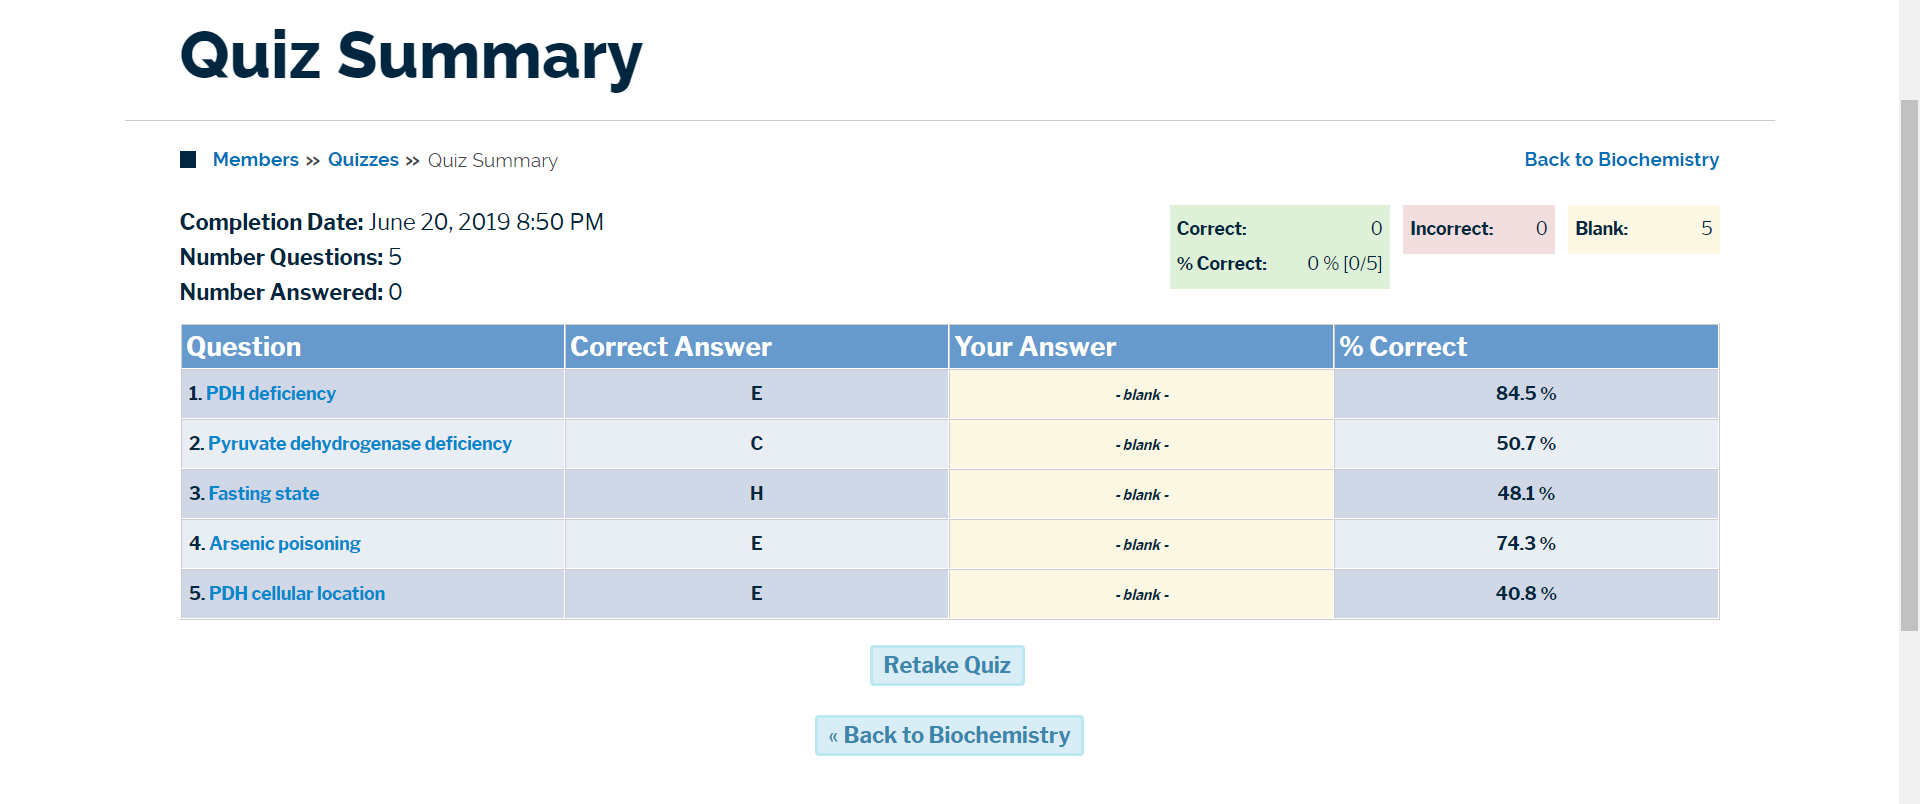 Quiz Summary
Members » Quizzes » Quiz Summary
Back to Biochemistry
Completion Date: June 20, 2019 8:50 PM
Number Questions: 5
Number Answered: 0
Correct: 0
% Correct: 0 % [0/5]
Incorrect: 0
Blank: 5
Question Correct Answer Your Answer % Correct
1. PDH deficiency E - blank - 84.5 %
2. Pyruvate dehydrogenase deficiency C - blank - 50.7 %
3. Fasting state H - blank - 48.1 %
4. Arsenic poisoning E - blank - 74.3 %
5. PDH cellular location E - blank - 40.8 %
Retake Quiz
« Back to Biochemistry